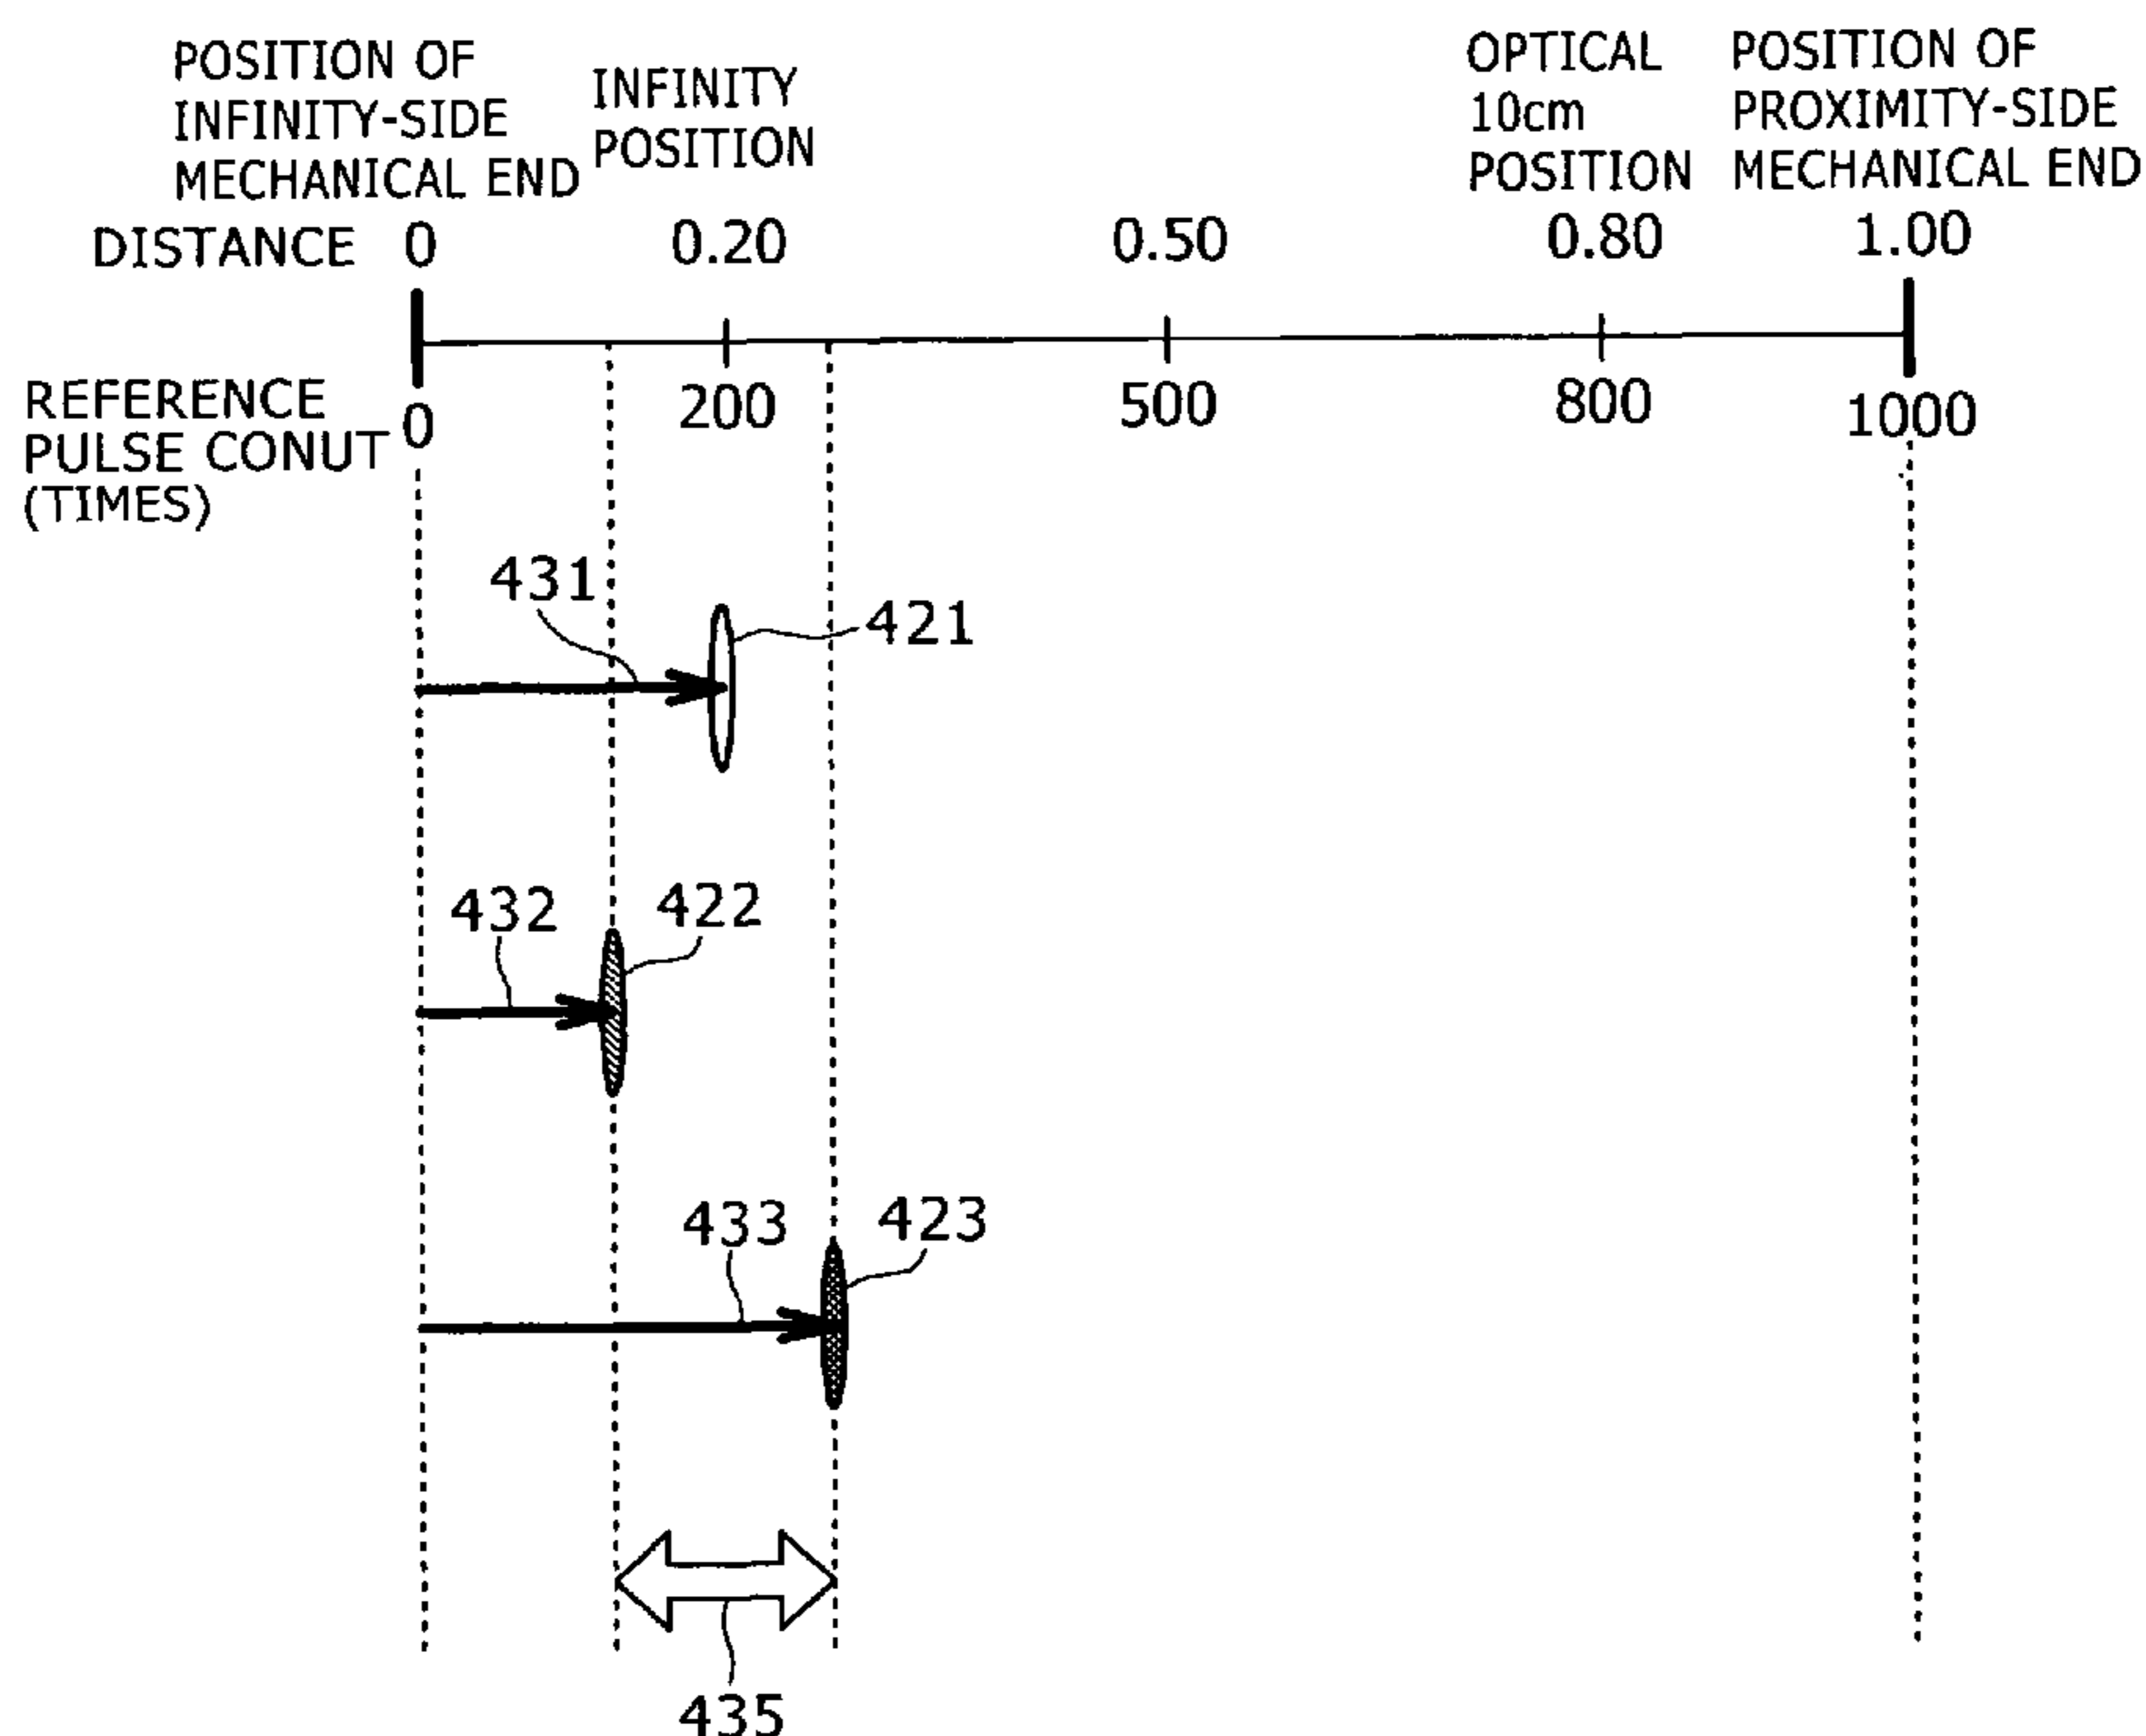 POSITION OF
INFINITY-SIDE
MECHANICAL END
INFINITY
POSITION
OPTICAL
10cm
POSITION
POSITION OF
PROXIMITY-SIDE
MECHANICAL END
DISTANCE 0 0.20 0.50 0.80 1.00
REFERENCE
PULSE CONUT
(TIMES)
0 200 500 800 1000
431
421
432
422
433
423
435